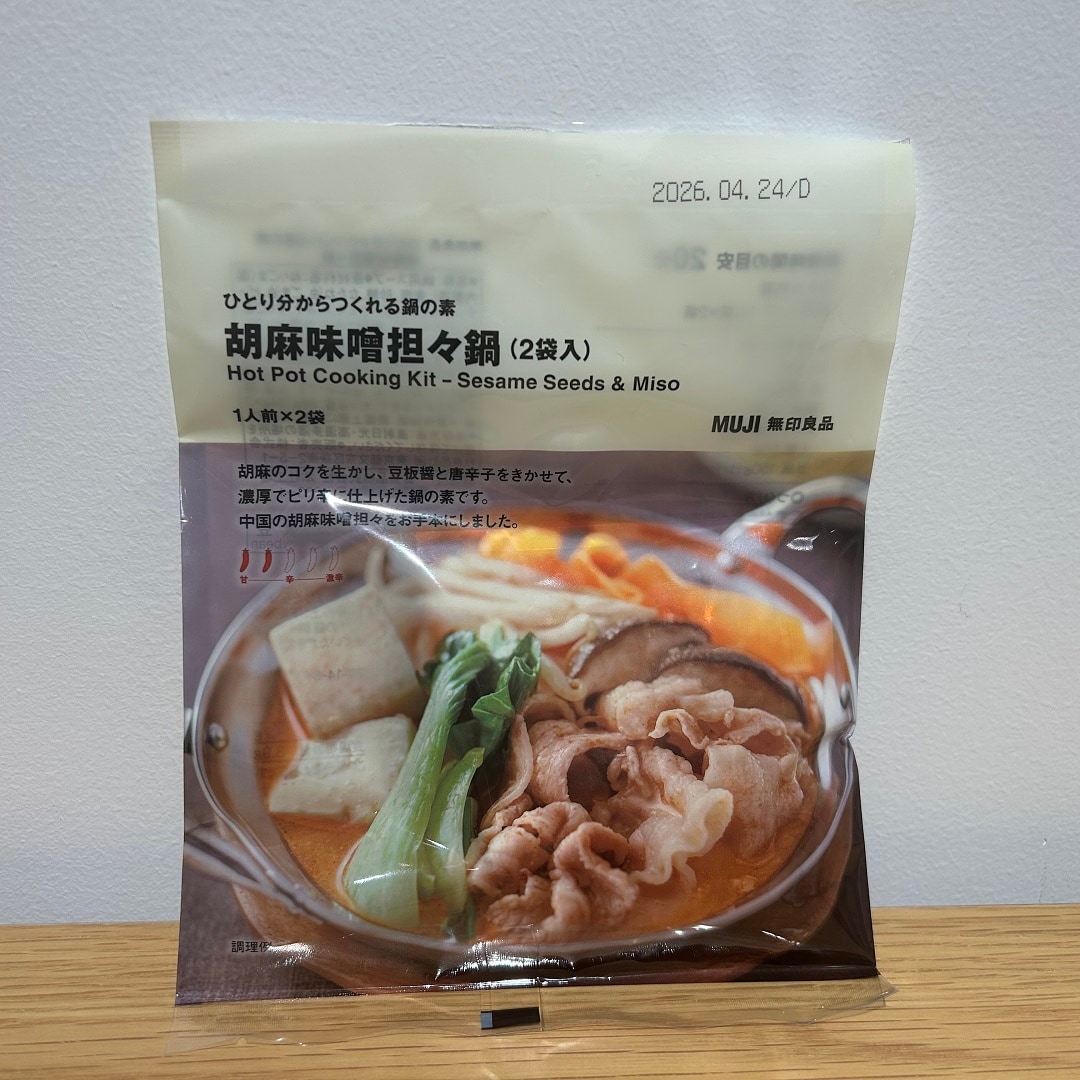 2026.04.24/D
ひとり分からつくれる鍋の素
胡麻味噌担々鍋(2袋入)
Hot Pot Cooking Kit – Sesame Seeds & Miso
1人前×2袋
MUJI 無印良品
胡麻のコクを生かし、豆板醤と唐辛子をきかせて、
濃厚でピリ辛に仕上げた鍋の素です。
中国の胡麻味噌担々をお手本にしました。
甘 辛 激辛
調理例